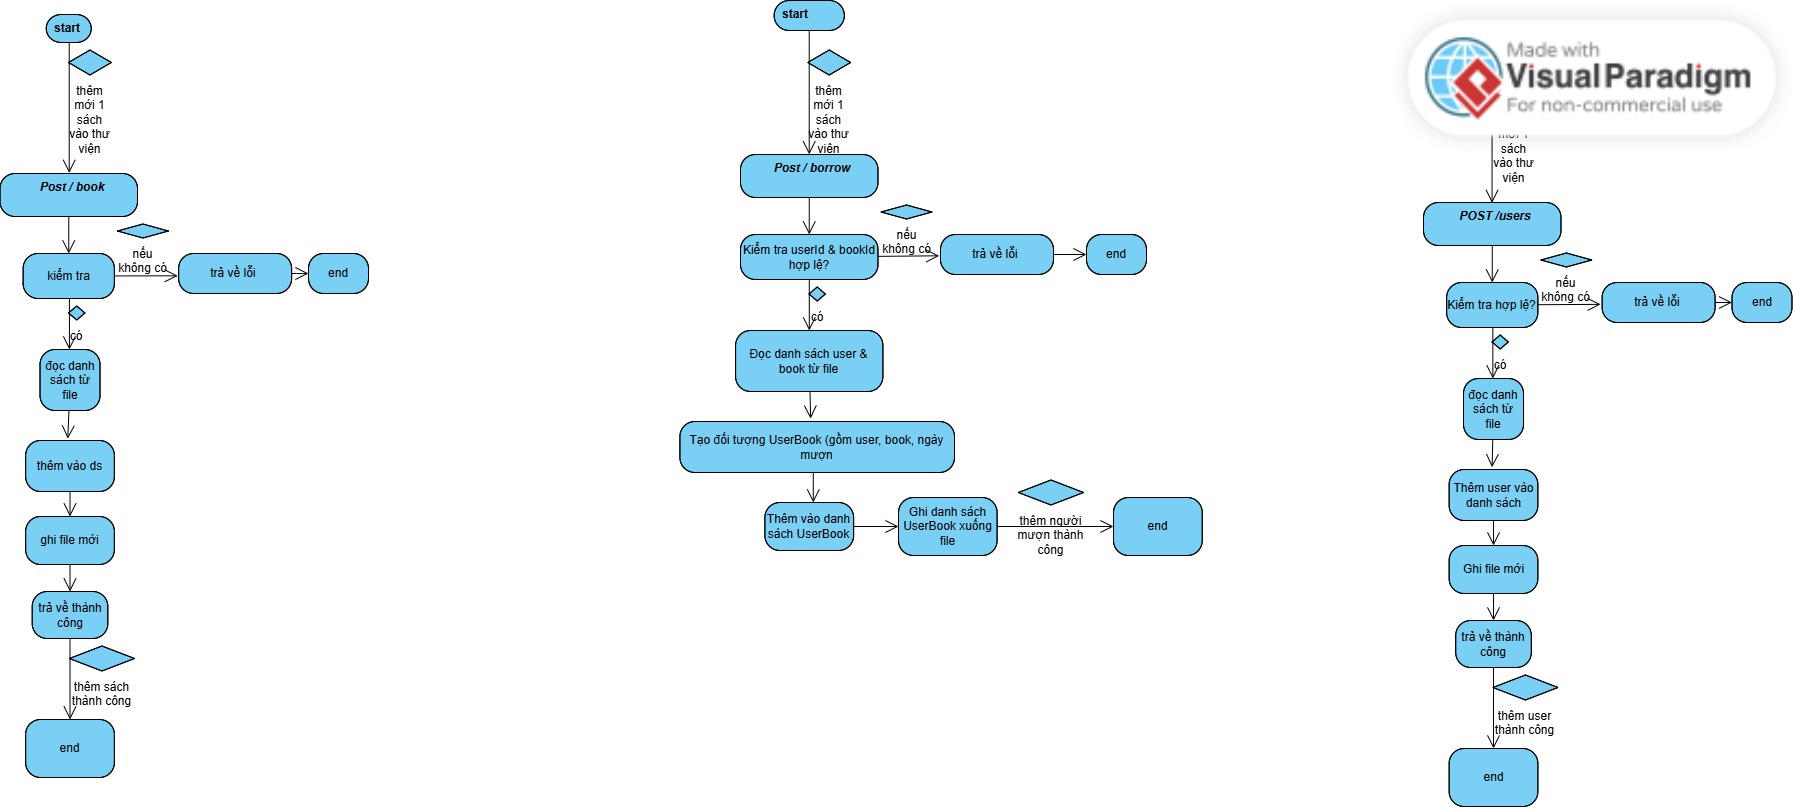 start
thêm
mới 1
sách
vào thư
viện
Post / book
kiểm tra
nếu
không có
trả về lỗi
end
có
đọc danh
sách từ
file
thêm vào ds
ghi file mới
trả về thành
công
thêm sách
thành công
end
start
thêm
mới 1
sách
vào thư
viện
Post / borrow
Kiểm tra userId & bookId
hợp lệ?
nếu
không có
trả về lỗi
end
có
Đọc danh sách user &
book từ file
Tạo đối tượng UserBook (gồm user, book, ngày
mượn
Thêm vào danh
sách UserBook
Ghi danh sách
UserBook xuống
file
thêm người
mượn thành
công
end
Made with
Visual Paradigm
For non-commercial use
mới 1
sách
vào thư
viện
POST /users
Kiểm tra hợp lệ?
nếu
không có
trả về lỗi
end
có
đọc danh
sách từ
file
Thêm user vào
danh sách
Ghi file mới
trả về thành
công
thêm user
thành công
end